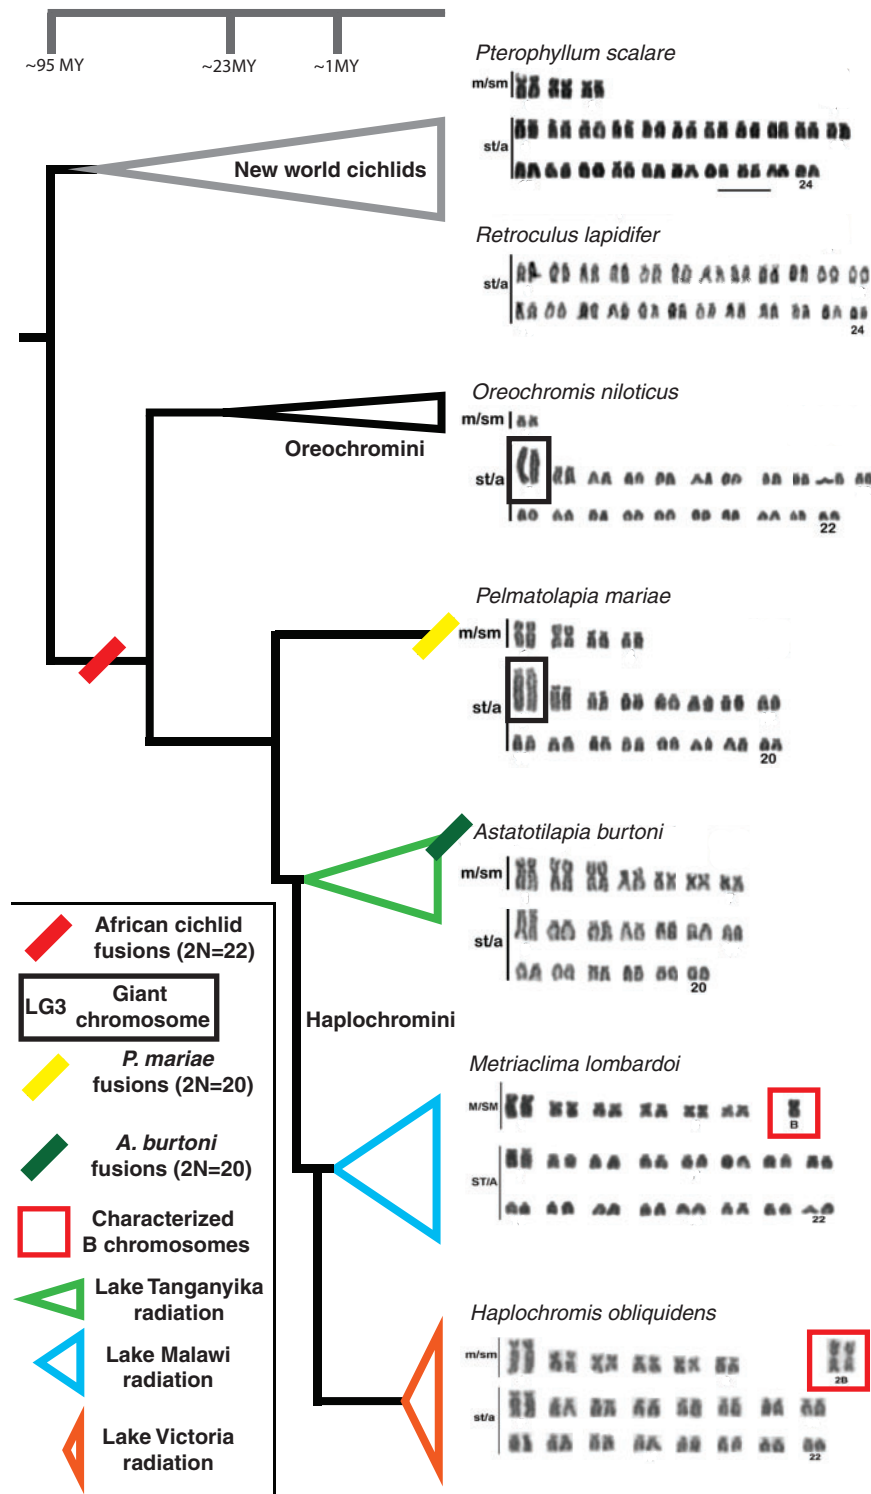 ~95 MY
~23MY
~1MY
Pterophyllum scalare
m/sm
st/a
24
New world cichlids
Retroculus lapidifer
st/a
24
Oreochromis niloticus
m/sm
st/a
22
Oreochromini
Pelmatolapia mariae
m/sm
st/a
20
Astatotilapia burtoni
m/sm
st/a
20
Haplochromini
Metriaclima lombardoi
M/SM
B
ST/A
22
Haplochromis obliquidens
m/sm
2B
st/a
22
African cichlid
fusions (2N=22)
LG3 Giant
chromosome
P. mariae
fusions (2N=20)
A. burtoni
fusions (2N=20)
Characterized
B chromosomes
Lake Tanganyika
radiation
Lake Malawi
radiation
Lake Victoria
radiation